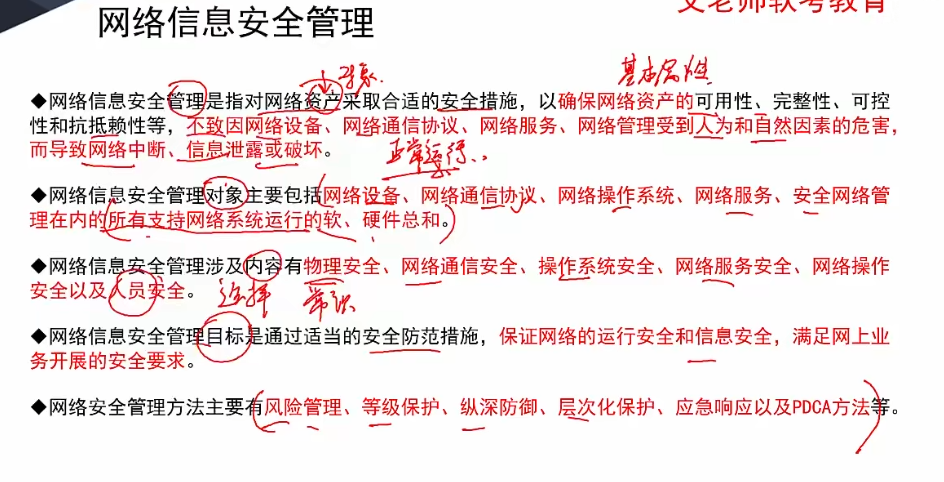 文老师软考教育
网络信息安全管理
对象
基本属性
◆网络信息安全管理是指对网络资产采取合适的安全措施，以确保网络资产的可用性、完整性、可控
性和抗抵赖性等，不致因网络设备、网络通信协议、网络服务、网络管理受到人为和自然因素的危害，
而导致网络中断、信息泄露或破坏。
正常运行..
◆网络信息安全管理对象主要包括网络设备、网络通信协议、网络操作系统、网络服务、安全网络管
理在内的所有支持网络系统运行的软、硬件总和。
◆网络信息安全管理涉及内容有物理安全、网络通信安全、操作系统安全、网络服务安全、网络操作
安全以及人员安全。
选择 常识
◆网络信息安全管理目标是通过适当的安全防范措施，保证网络的运行安全和信息安全，满足网上业
务开展的安全要求。
◆网络安全管理方法主要有风险管理、等级保护、纵深防御、层次化保护、应急响应以及PDCA方法等。